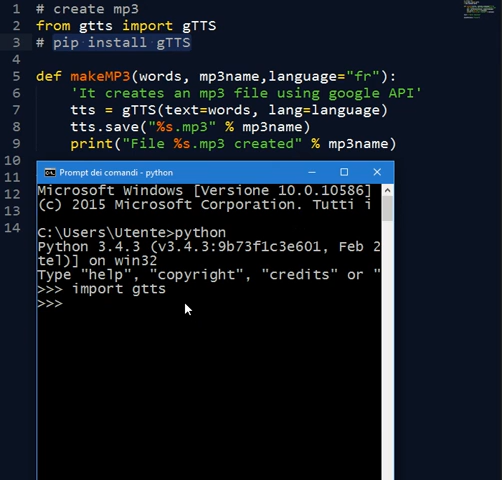 1 # create mp3
2 from gtts import gTTS
3 # pip install gTTS
4
5 def makeMP3(words, mp3name,language="fr"):
6 'It creates an mp3 file using google API'
7 tts = gTTS(text=words, lang=language)
8 tts.save("%s.mp3" % mp3name)
9 print("File %s.mp3 created" % mp3name)
10
11
12
13
14
Prompt dei comandi - python
Microsoft Windows [Versione 10.0.10586]
(c) 2015 Microsoft Corporation. Tutti i
C:\Users\Utente>python
Python 3.4.3 (v3.4.3:9b73f1c3e601, Feb 2
tel)] on win32
Type "help", "copyright", "credits" or "
>>> import gtts
>>>